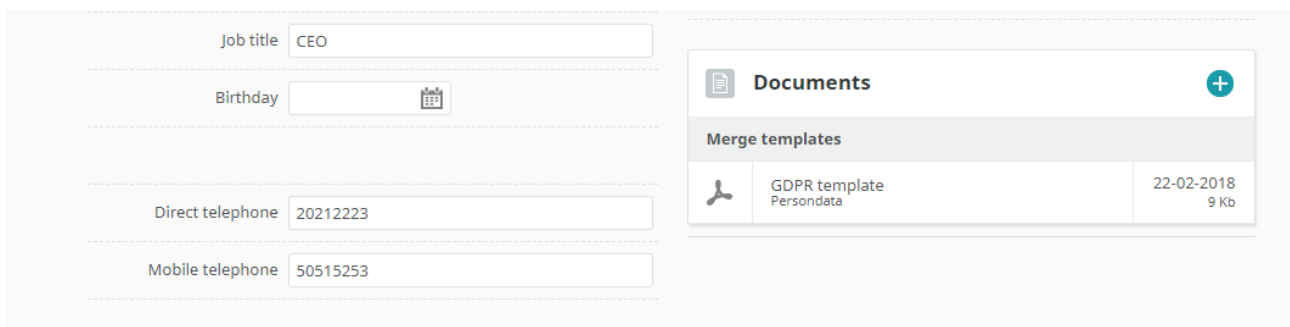 Job title CEO
Birthday
Direct telephone 20212223
Mobile telephone 50515253
Documents
Merge templates
GDPR template 22-02-2018
Persondata 9 Kb